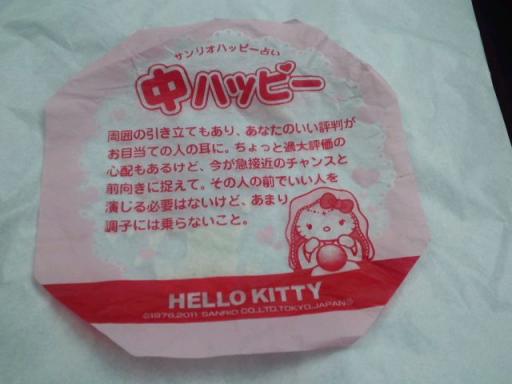 サンリオハッピー占い
中ハッピー
周囲の引き立てもあり、あなたのいい評判が
お目当ての人の耳に。ちょっと過大評価の
心配もあるけど、今が急接近のチャンスと
前向きに捉えて。その人の前でいい人を
演じる必要はないけど、あまり
調子には乗らないこと。
HELLO KITTY
©1976,2011 SANRIO CO.,LTD.TOKYO,JAPAN